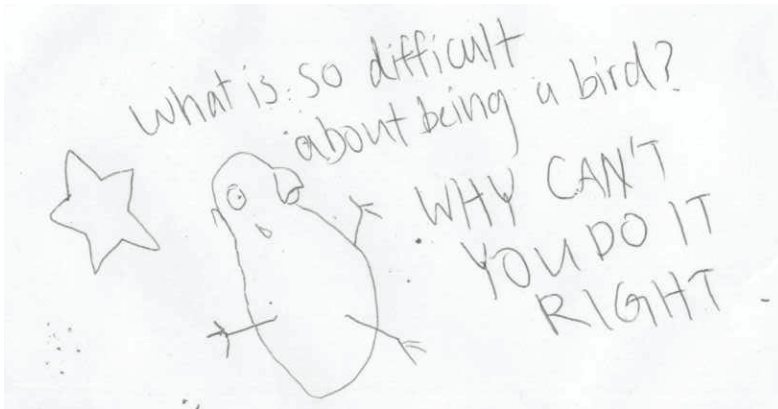 what is so difficult
about being a bird?
WHY CAN'T
YOU DO IT
RIGHT